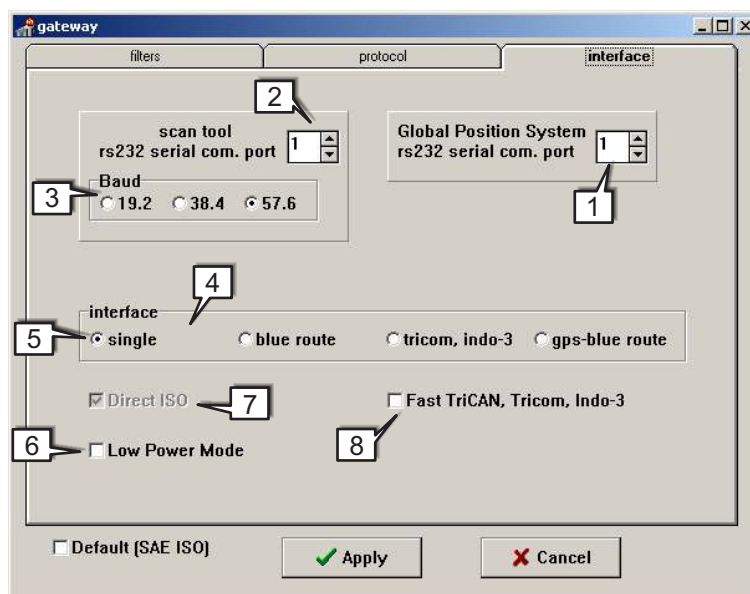 gateway
filters
protocol
interface
2
scan tool
rs232 serial com. port
1
Global Position System
rs232 serial com. port
1
3
Baud
19.2
38.4
57.6
1
4
interface
5
single
blue route
tricom, indo-3
gps-blue route
Direct ISO
7
Fast TriCAN, Tricom, Indo-3
6
Low Power Mode
8
Default (SAE ISO)
Apply
Cancel